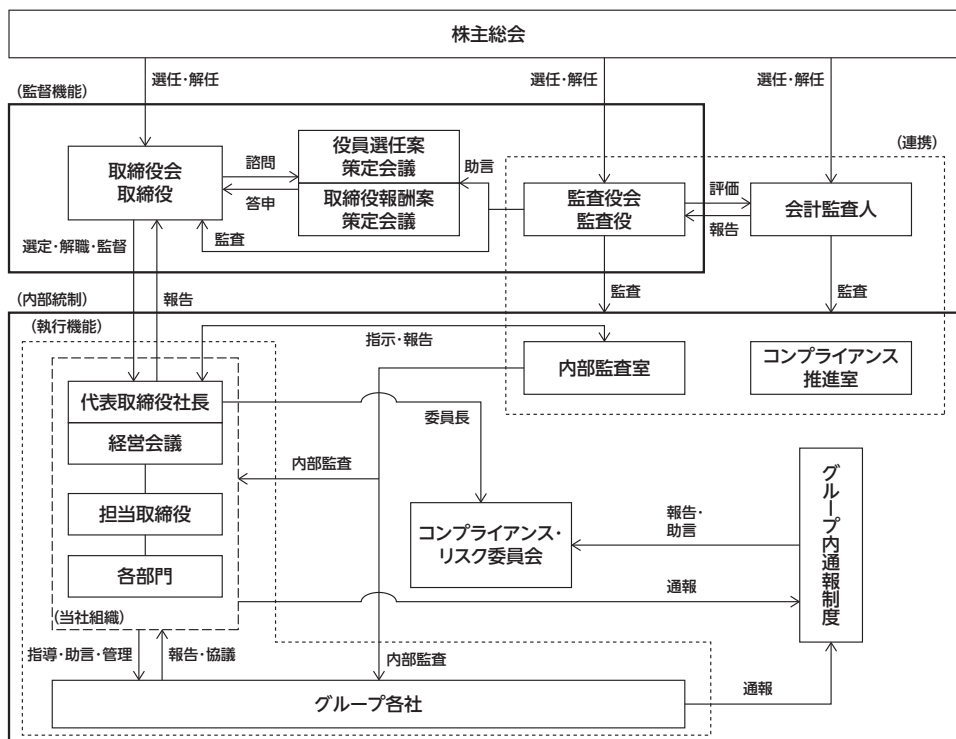 株主総会
選任・解任
選任・解任
選任・解任
(監督機能)
(連携)
取締役会
取締役
諮問
答申
役員選任案
策定会議
取締役報酬案
策定会議
助言
監査
監査役会
監査役
評価
報告
会計監査人
選定・解職・監督
報告
監査
監査
(内部統制)
(執行機能)
指示・報告
内部監査室
コンプライアンス
推進室
代表取締役社長
経営会議
委員長
内部監査
担当取締役
各部門
(当社組織)
コンプライアンス・
リスク委員会
報告・
助言
グループ内通報制度
通報
指導・助言・管理
報告・協議
内部監査
グループ各社
通報